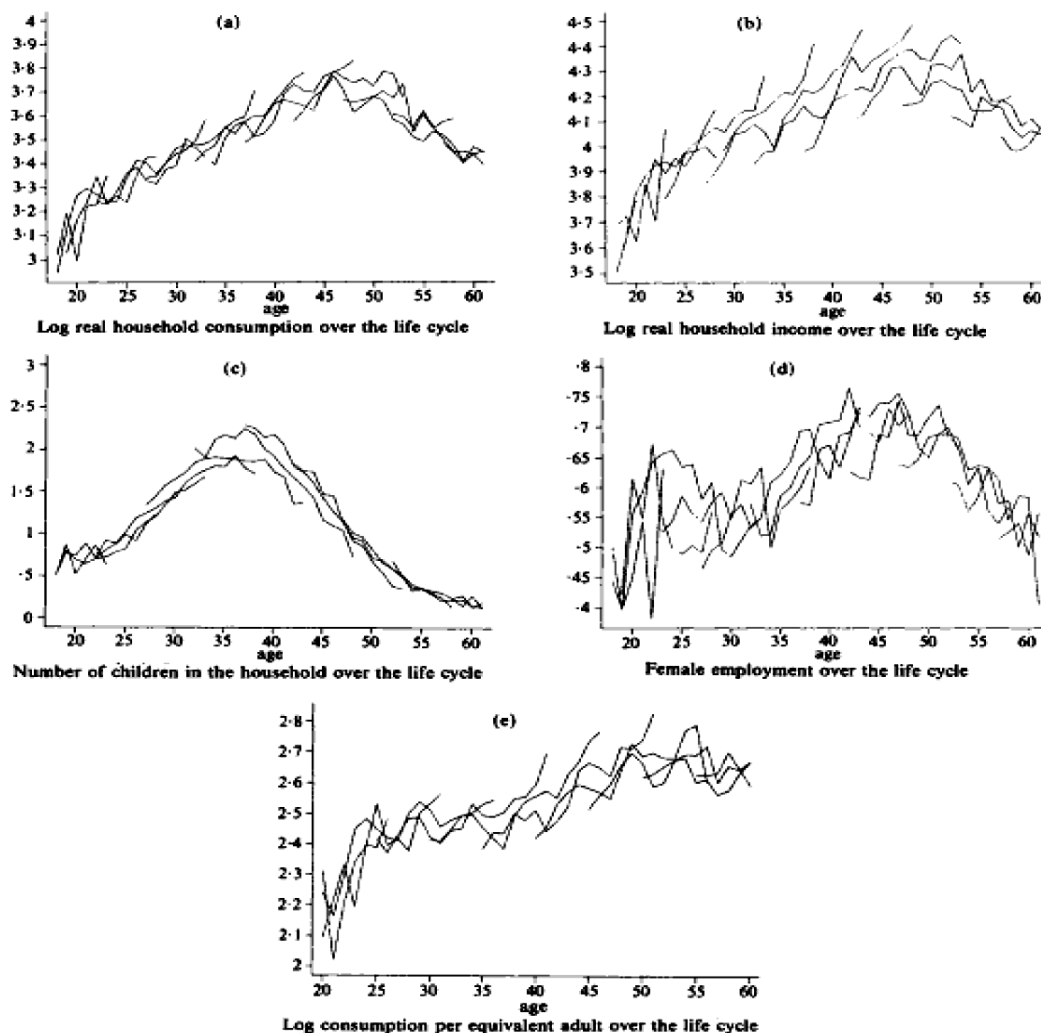 (a)
4
3·9
3·8
3·7
3·6
3·5
3·4
3·3
3·2
3·1
3
20 25 30 35 40 45 50 55 60
age
Log real household consumption over the life cycle
(b)
4·5
4·4
4·3
4·2
4·1
4
3·9
3·8
3·7
3·6
3·5
20 25 30 35 40 45 50 55 60
age
Log real household income over the life cycle
(c)
3
2·5
2
1·5
1
·5
0
20 25 30 35 40 45 50 55 60
age
Number of children in the household over the life cycle
(d)
·8
·75
·7
·65
·6
·55
·5
·45
·4
20 25 30 35 40 45 50 55 60
age
Female employment over the life cycle
(e)
2·8
2·7
2·6
2·5
2·4
2·3
2·2
2·1
2
20 25 30 35 40 45 50 55 60
age
Log consumption per equivalent adult over the life cycle